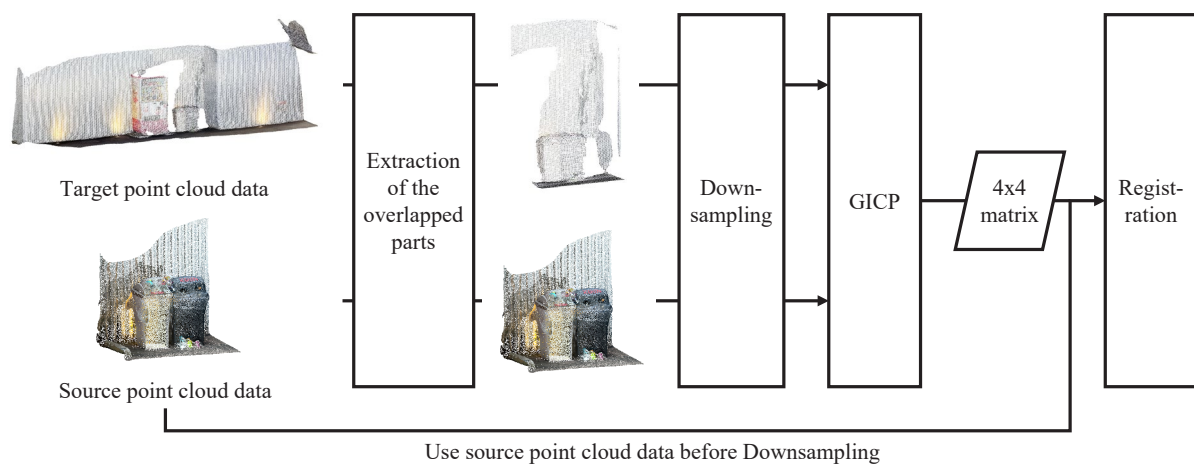 Target point cloud data
Source point cloud data
Extraction
of the
overlapped
parts
Down-
sampling
GICP
4x4
matrix
Regist-
ration
Use source point cloud data before Downsampling